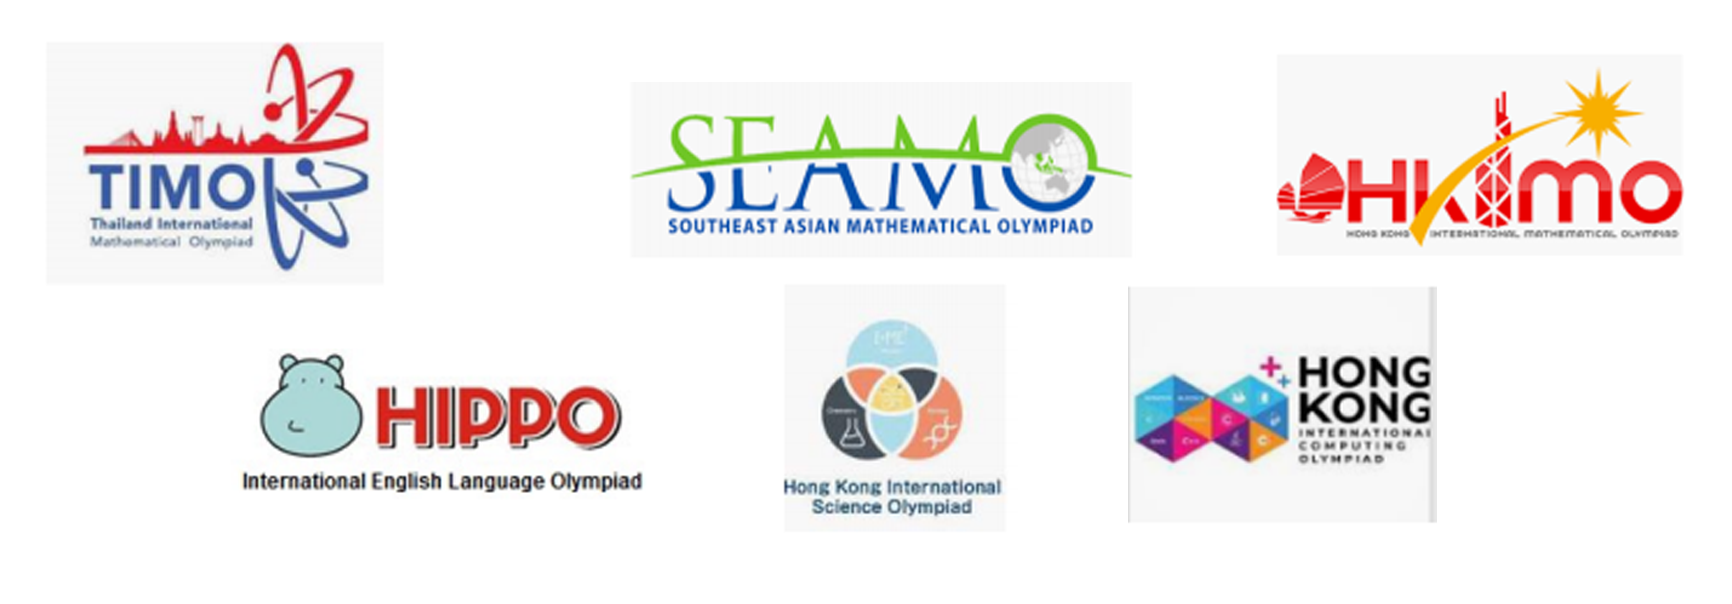 TIMO
Thailand International
Mathematical Olympiad
SEAMO
SOUTHEAST ASIAN MATHEMATICAL OLYMPIAD
HKIMO
HONG KONG INTERNATIONAL MATHEMATICAL OLYMPIAD
HIPPO
International English Language Olympiad
Hong Kong International
Science Olympiad
HONG
KONG
INTERNATIONAL
COMPUTING
OLYMPIAD